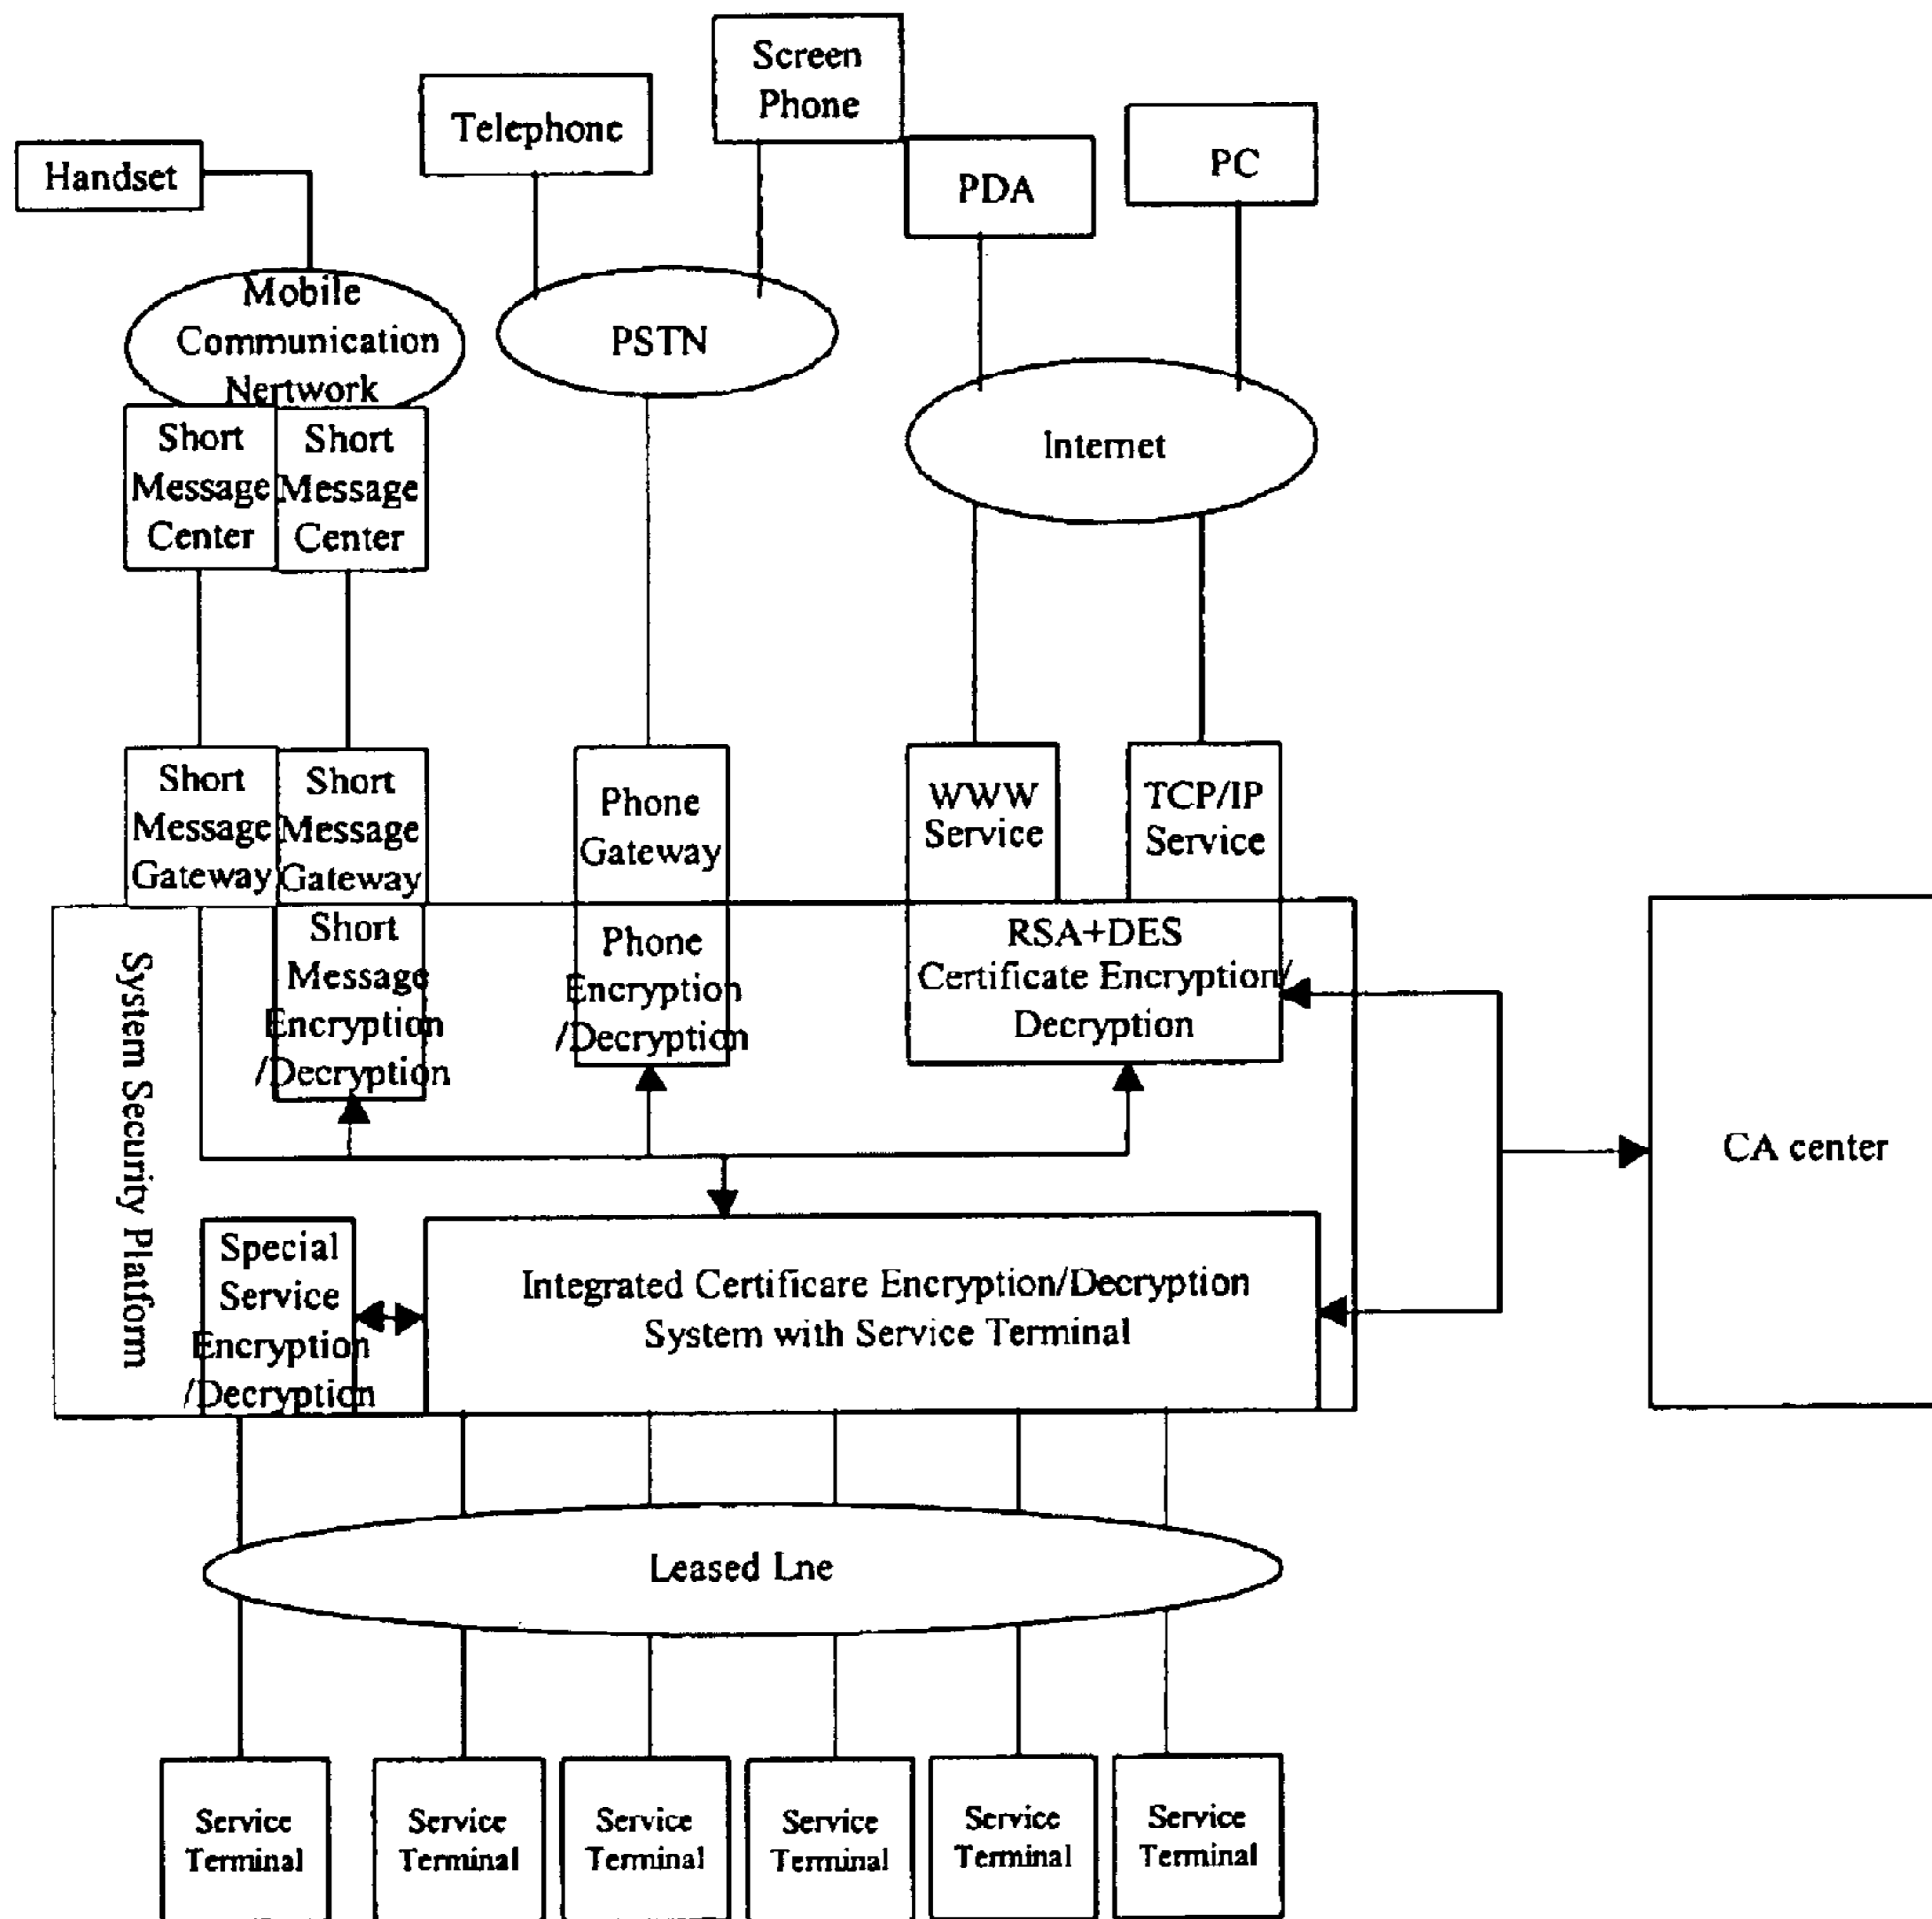 Screen
Phone
Telephone
PC
Handset
PDA
Mobile
Communication
Nertwork
PSTN
Internet
Short
Message
Center
Short
Message
Center
Short
Message
Gateway
Short
Message
Gateway
Phone
Gateway
WWW
Service
TCP/IP
Service
System Security Platform
Short
Message
Encryption
/Decryption
Phone
Encryption
/Decryption
RSA+DES
Certificate Encryption/
Decryption
CA center
Special
Service
Encryption
/Decryption
Integrated Certificare Encryption/Decryption
System with Service Terminal
Leased Lne
Service
Terminal
Service
Terminal
Service
Terminal
Service
Terminal
Service
Terminal
Service
Terminal